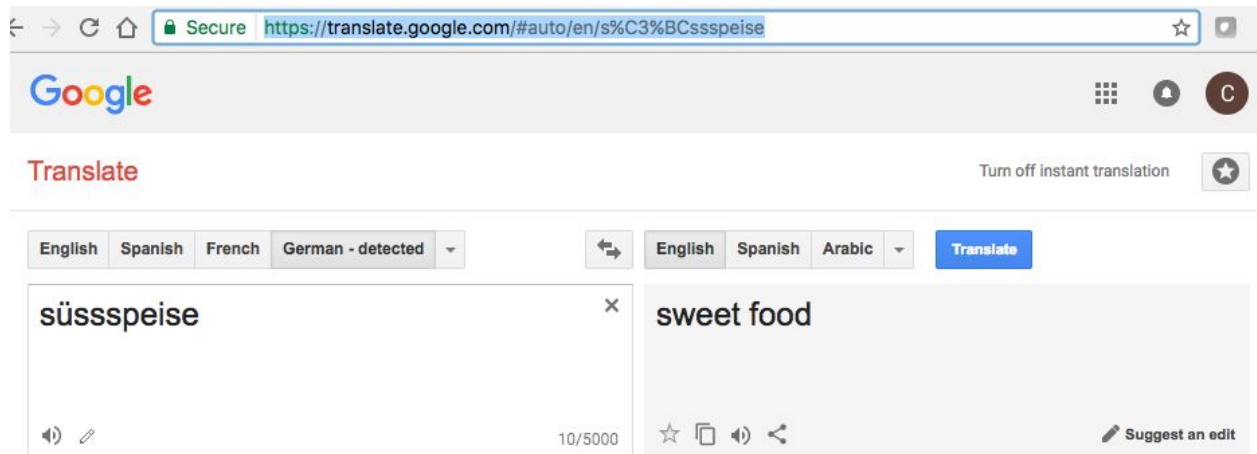 Secure https://translate.google.com/#auto/en/s%C3%BCssspeise
Google
C
Translate
Turn off instant translation
English Spanish French German - detected English Spanish Arabic Translate
süssspeise sweet food
10/5000 Suggest an edit